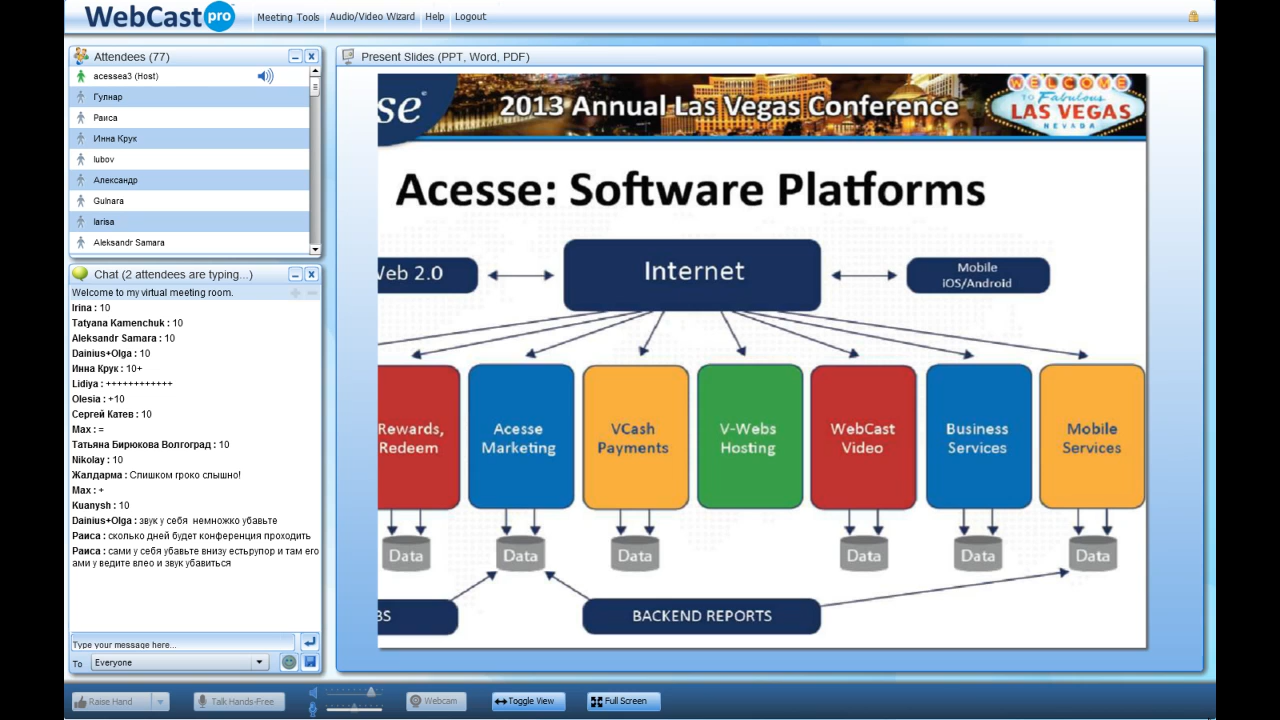 WebCast pro
Meeting Tools Audio/Video Wizard Help Logout
Attendees (77)
acessea3 (Host)
Гулнар
Раиса
Инна Крук
lubov
Александр
Gulnara
larisa
Aleksandr Samara
Chat (2 attendees are typing...)
Welcome to my virtual meeting room.
Irina : 10
Tatyana Kamenchuk : 10
Aleksandr Samara : 10
Dainius+Olga : 10
Инна Крук : 10+
Lidiya : ++++++++++++
Olesia : +10
Сергей Катев : 10
Max : =
Татьяна Бирюкова Волгоград : 10
Nikolay : 10
Жалдарма : Слишком гроко слышно!
Max : +
Kuanysh : 10
Dainius+Olga : звук у себя немножко убавьте
Раиса : сколько дней будет конференция проходить
Раиса : сами у себя убавьте внизу естьрупор и там его
ами у ведите влео и звук убавиться
Type your message here...
To Everyone
Present Slides (PPT, Word, PDF)
se® 2013 Annual Las Vegas Conference
WELCOME
TO Fabulous
LAS VEGAS
NEVADA
Acesse: Software Platforms
Web 2.0
Internet
Mobile
iOS/Android
Rewards,
Redeem
Acesse
Marketing
VCash
Payments
V-Webs
Hosting
WebCast
Video
Business
Services
Mobile
Services
Data Data Data Data Data Data
BS
BACKEND REPORTS
Raise Hand Talk Hands-Free Webcam Toggle View Full Screen